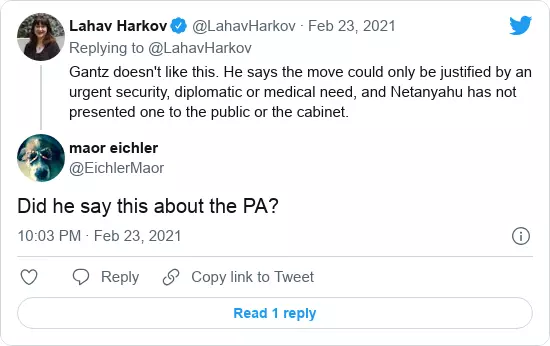 Lahav Harkov @LahavHarkov · Feb 23, 2021
Replying to @LahavHarkov
Gantz doesn't like this. He says the move could only be justified by an
urgent security, diplomatic or medical need, and Netanyahu has not
presented one to the public or the cabinet.
maor eichler
@EichlerMaor
Did he say this about the PA?
10:03 PM · Feb 23, 2021
Reply Copy link to Tweet
Read 1 reply